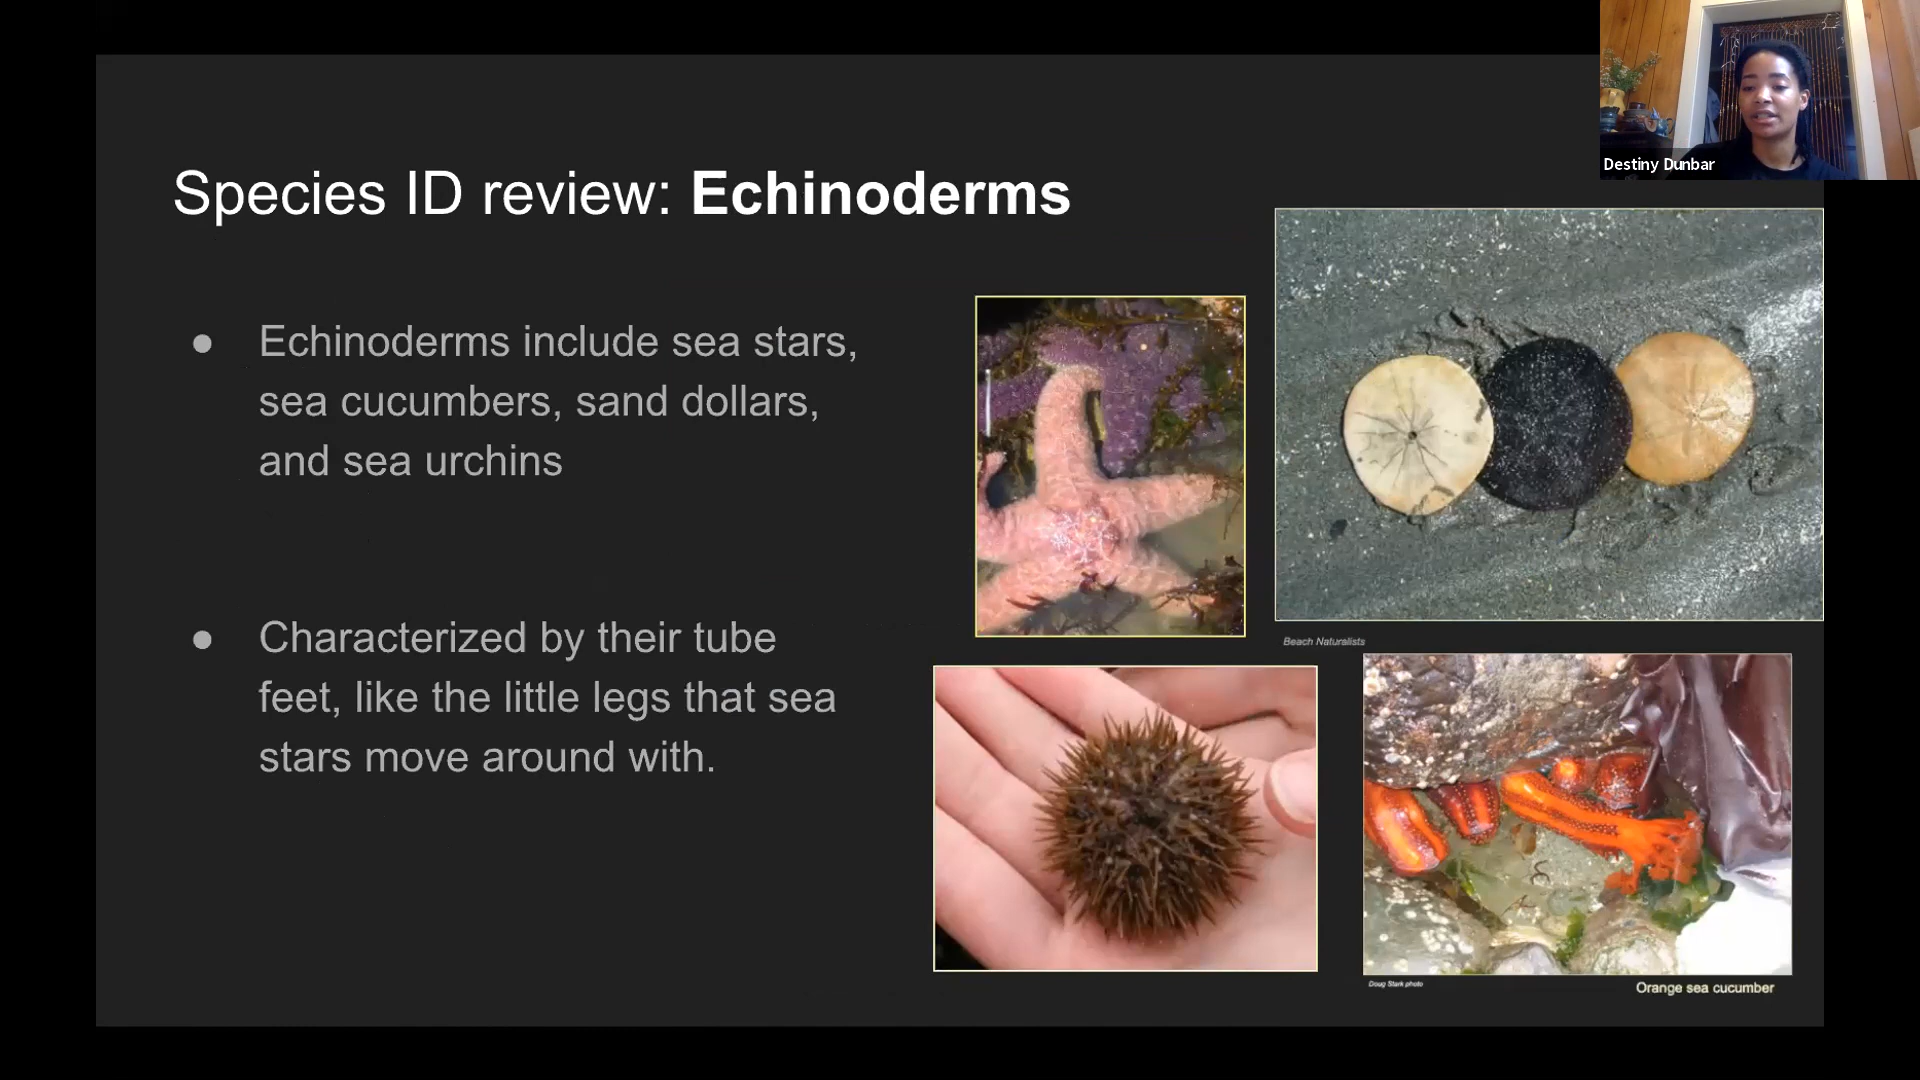 Destiny Dunbar
Species ID review: Echinoderms
● Echinoderms include sea stars,
sea cucumbers, sand dollars,
and sea urchins
● Characterized by their tube
feet, like the little legs that sea
stars move around with.
Beach Naturalists
Doug Stark photo
Orange sea cucumber